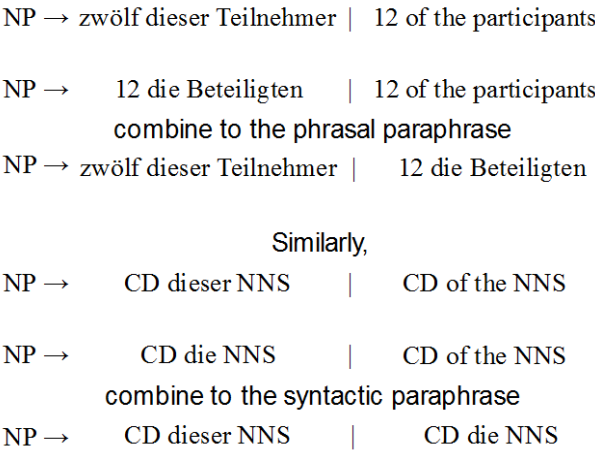 NP → zwölf dieser Teilnehmer | 12 of the participants
NP → 12 die Beteiligten | 12 of the participants
combine to the phrasal paraphrase
NP → zwölf dieser Teilnehmer | 12 die Beteiligten
Similarly,
NP → CD dieser NNS | CD of the NNS
NP → CD die NNS | CD of the NNS
combine to the syntactic paraphrase
NP → CD dieser NNS | CD die NNS